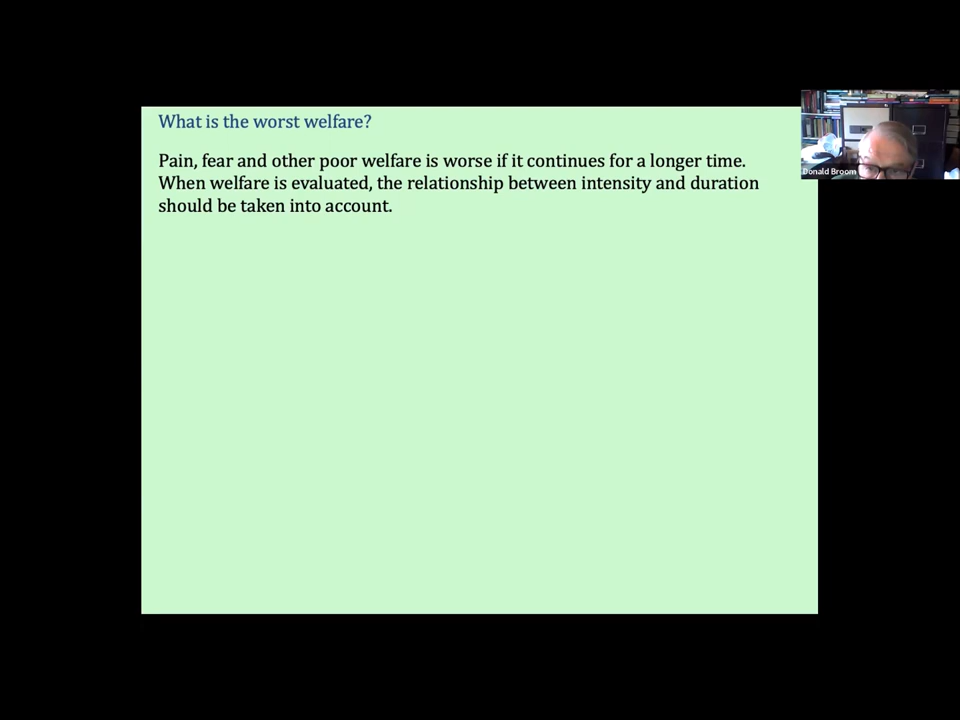 What is the worst welfare?
Pain, fear and other poor welfare is worse if it continues for a longer time.
When welfare is evaluated, the relationship between intensity and duration
should be taken into account.
Donald Broom